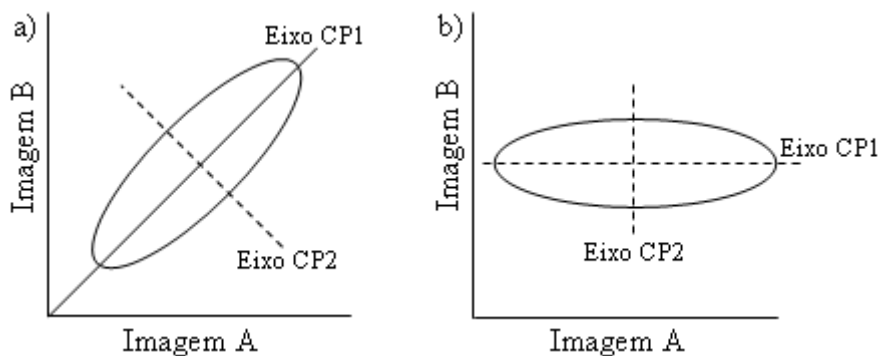 a)
Eixo CP1
Imagem B
Eixo CP2
Imagem A
b)
Imagem B
Eixo CP1
Eixo CP2
Imagem A